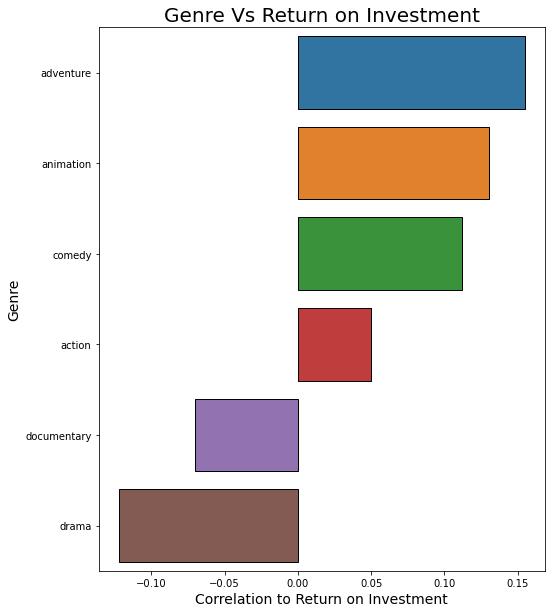 Genre Vs Return on Investment
adventure
animation
comedy
action
documentary
drama
Genre
−0.10
−0.05
0.00
0.05
0.10
0.15
Correlation to Return on Investment